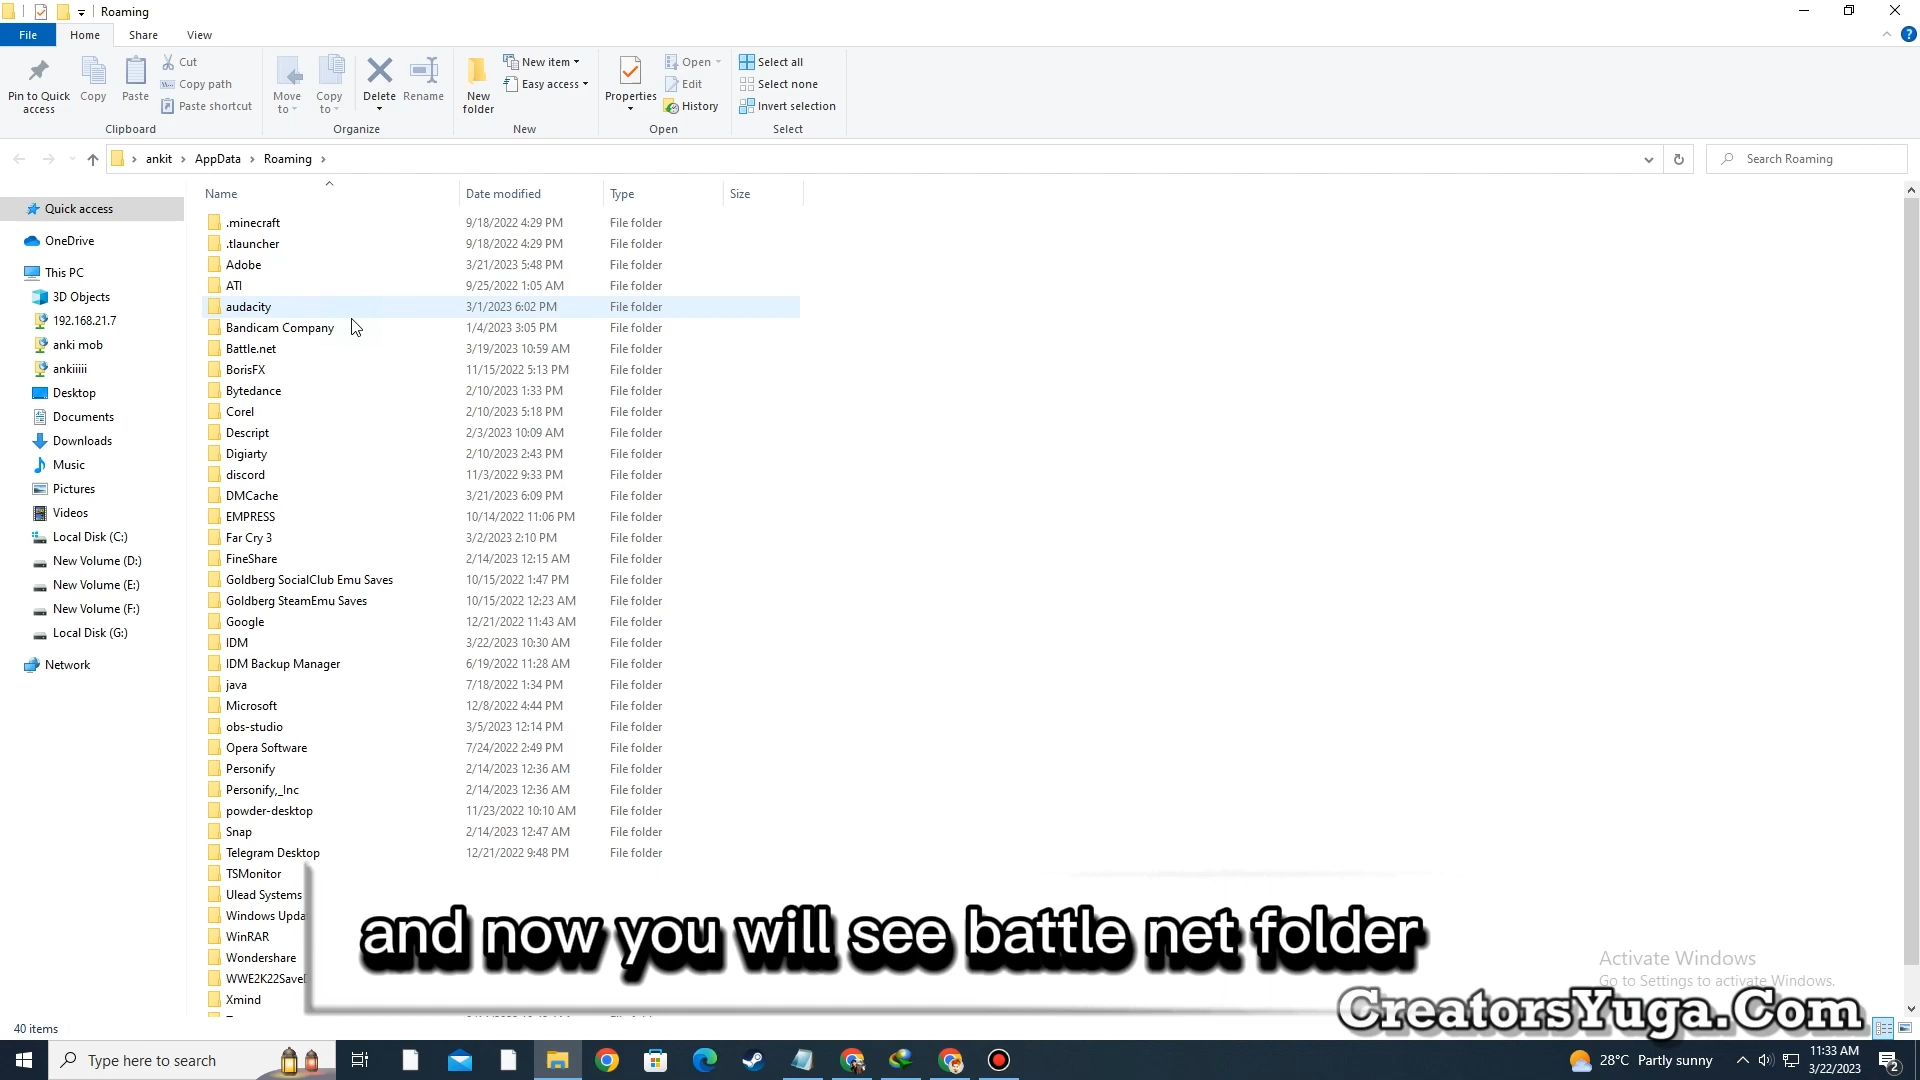 Roaming
File
Home
Share
View
Pin to Quick access
Copy
Paste
Cut
Copy path
Paste shortcut
Clipboard
Move to
Copy to
Delete
Rename
Organize
New folder
New item
Easy access
New
Properties
Open
Edit
History
Open
Select all
Select none
Invert selection
Select
ankit
AppData
Roaming
Search Roaming
Name
Date modified
Type
Size
Quick access
OneDrive
This PC
3D Objects
192.168.21.7
anki mob
ankiiiii
Desktop
Documents
Downloads
Music
Pictures
Videos
Local Disk (C:)
New Volume (D:)
New Volume (E:)
New Volume (F:)
Local Disk (G:)
Network
.minecraft 9/18/2022 4:29 PM File folder
.tlauncher 9/18/2022 4:29 PM File folder
Adobe 3/21/2023 5:48 PM File folder
ATI 9/25/2022 1:05 AM File folder
audacity 3/1/2023 6:02 PM File folder
Bandicam Company 1/4/2023 3:05 PM File folder
Battle.net 3/19/2023 10:59 AM File folder
BorisFX 11/15/2022 5:13 PM File folder
Bytedance 2/10/2023 1:33 PM File folder
Corel 2/10/2023 5:18 PM File folder
Descript 2/3/2023 10:09 AM File folder
Digiarty 2/10/2023 2:43 PM File folder
discord 11/3/2022 9:33 PM File folder
DMCache 3/21/2023 6:09 PM File folder
EMPRESS 10/14/2022 11:06 PM File folder
Far Cry 3 3/2/2023 2:10 PM File folder
FineShare 2/14/2023 12:15 AM File folder
Goldberg SocialClub Emu Saves 10/15/2022 1:47 PM File folder
Goldberg SteamEmu Saves 10/15/2022 12:23 AM File folder
Google 12/21/2022 11:43 AM File folder
IDM 3/22/2023 10:30 AM File folder
IDM Backup Manager 6/19/2022 11:28 AM File folder
java 7/18/2022 1:34 PM File folder
Microsoft 12/8/2022 4:44 PM File folder
obs-studio 3/5/2023 12:14 PM File folder
Opera Software 7/24/2022 2:49 PM File folder
Personify 2/14/2023 12:36 AM File folder
Personify,_Inc 2/14/2023 12:36 AM File folder
powder-desktop 11/23/2022 10:10 AM File folder
Snap 2/14/2023 12:47 AM File folder
Telegram Desktop 12/21/2022 9:48 PM File folder
TSMonitor
Ulead Systems
Windows Upda
WinRAR
Wondershare
WWE2K22Save
Xmind
and now you will see battle net folder
Activate Windows
Go to Settings to activate Windows.
CreatorsYuga.Com
40 items
Type here to search
28°C Partly sunny
11:33 AM
3/22/2023
2